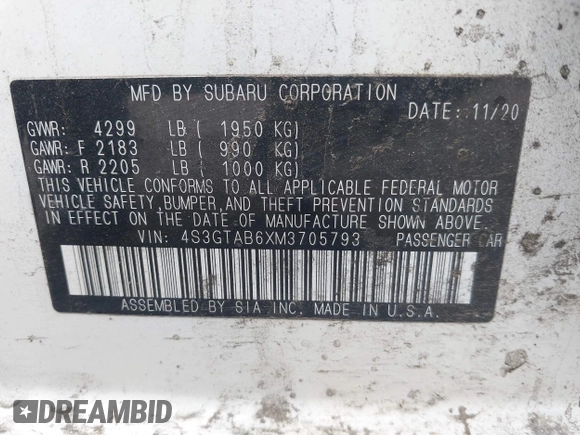 MFD BY SUBARU CORPORATION
DATE: 11/20
GVWR: 4299 LB ( 1950 KG)
GAWR: F 2183 LB ( 990 KG)
GAWR: R 2205 LB ( 1000 KG)
THIS VEHICLE CONFORMS TO ALL APPLICABLE FEDERAL MOTOR
VEHICLE SAFETY, BUMPER, AND THEFT PREVENTION STANDARDS
IN EFFECT ON THE DATE OF MANUFACTURE SHOWN ABOVE.
VIN: 4S3GTAB6XM3705793 PASSENGER CAR
ASSEMBLED BY SIA INC. MADE IN U.S.A.
DREAMBID